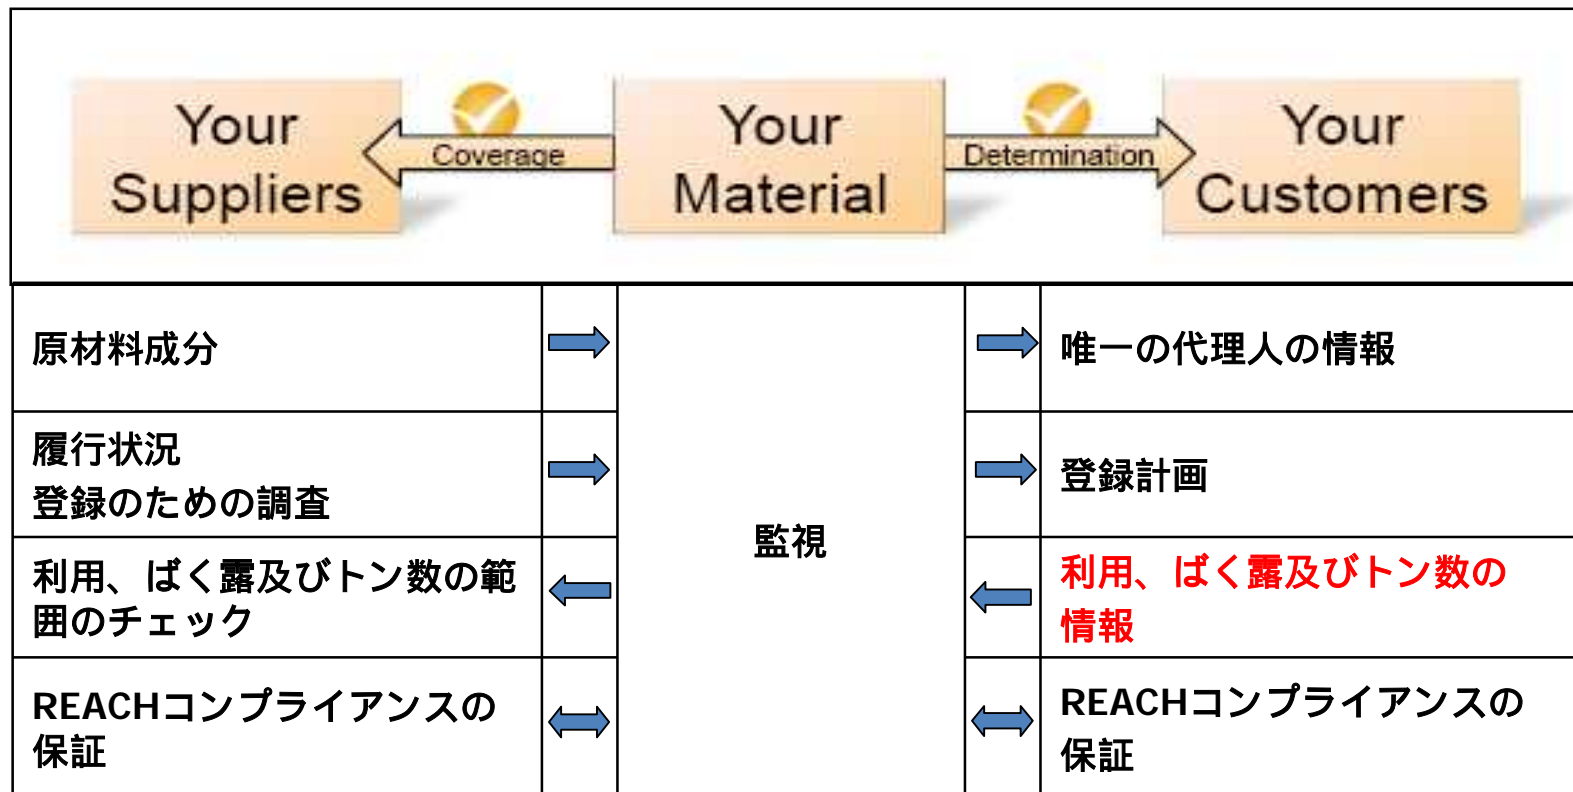 Your
Suppliers
Coverage
Your
Material
Determination
Your
Customers
原材料成分
唯一の代理人の情報
履行状況
登録のための調査
監視
登録計画
利用、ばく露及びトン数の範
囲のチェック
利用、ばく露及びトン数の
情報
REACHコンプライアンスの
保証
REACHコンプライアンスの
保証